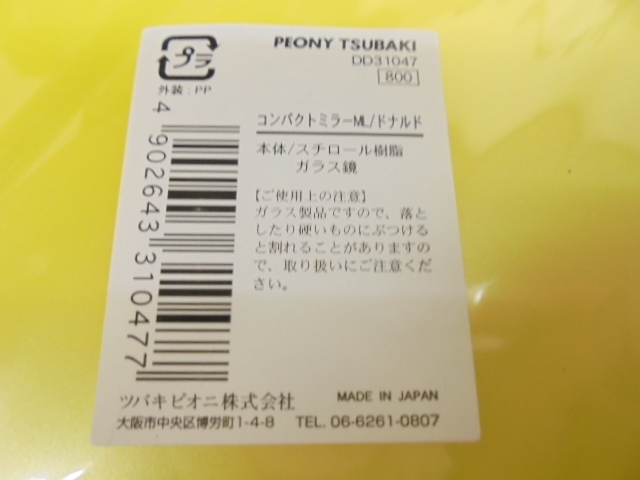 PEONY TSUBAKI
DD31047
800
プラ
外装:PP
コンパクトミラーML/ドナルド
本体/スチロール樹脂
ガラス鏡
【ご使用上の注意】
ガラス製品ですので、落と
したり硬いものにぶつける
と割れることがありますの
で、取り扱いにご注意くだ
さい。
4 902643 310477
ツバキピオニ株式会社
MADE IN JAPAN
大阪市中央区博労町1-4-8 TEL. 06-6261-0807